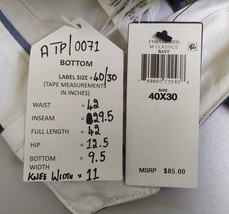 ATP/0071
BOTTOM
LABEL SIZE = 40/30
(TAPE MEASUREMENTS
IN INCHES)
WAIST = 42
INSEAM = 29.5
FULL LENGTH = 42
HIP = 12.5
BOTTOM WIDTH = 9.5
KNEE WIDTH = 11
M CLASSICS
NAVY
SIZE
40X30
MSRP $85.00